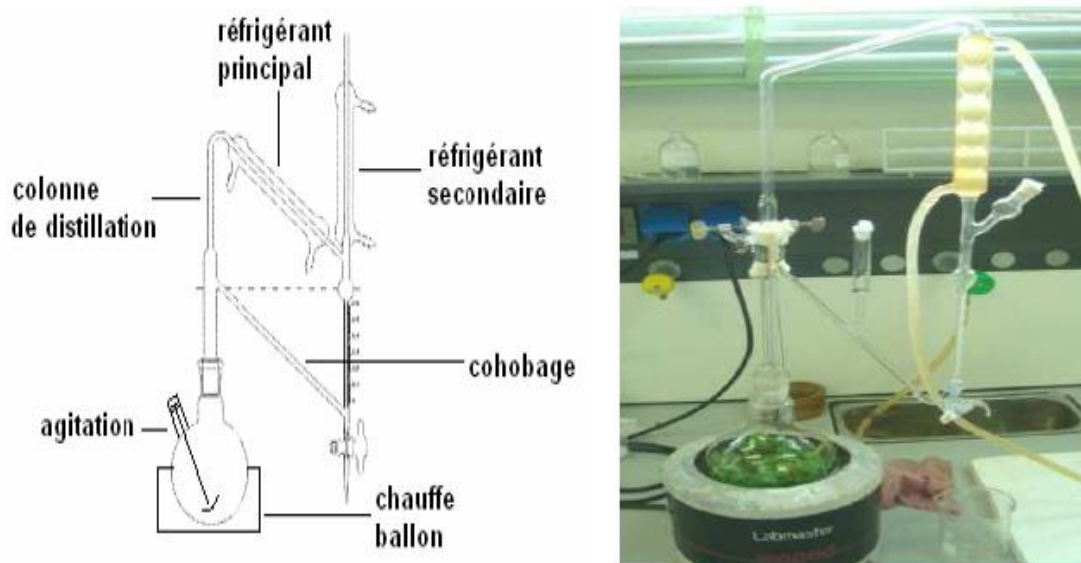 réfrigérant
principal
colonne
de distillation
réfrigérant
secondaire
cohobage
agitation
chauffe
ballon
Labmaster